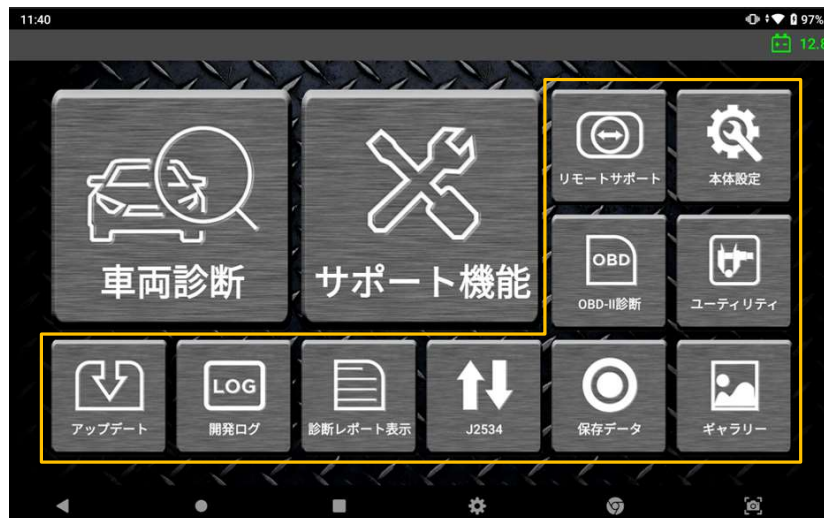 11:40
97%
12.8
リモートサポート
本体設定
車両診断
サポート機能
OBD
OBD-II診断
ユーティリティ
LOG
アップデート
開発ログ
診断レポート表示
J2534
保存データ
ギャラリー